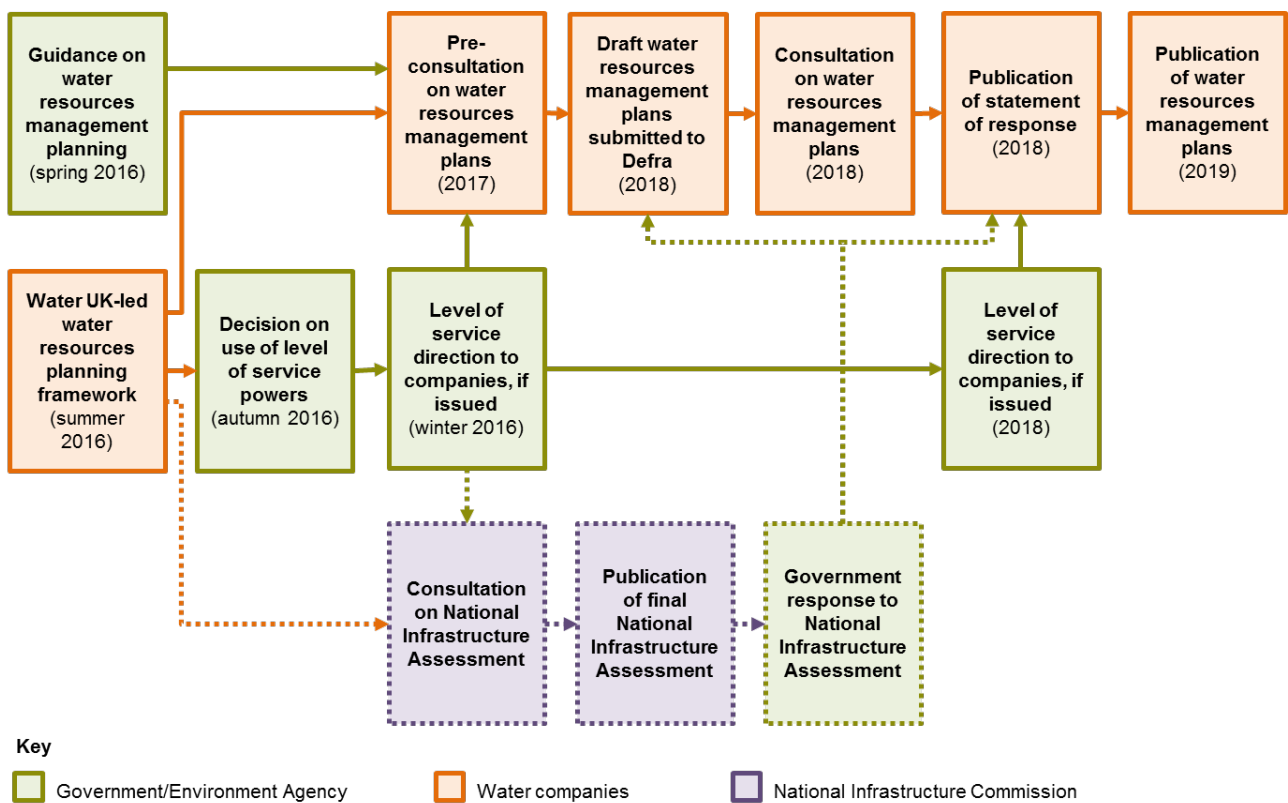 Guidance on
water
resources
management
planning
(spring 2016)
Pre-
consultation
on water
resources
management
plans
(2017)
Draft water
resources
management
plans
submitted to
Defra
(2018)
Consultation
on water
resources
management
plans
(2018)
Publication
of statement
of response
(2018)
Publication
of water
resources
management
plans
(2019)
Water UK-led
water
resources
planning
framework
(summer
2016)
Decision on
use of level
of service
powers
(autumn 2016)
Level of
service
direction to
companies, if
issued
(winter 2016)
Level of
service
direction to
companies, if
issued
(2018)
Consultation
on National
Infrastructure
Assessment
Publication
of final
National
Infrastructure
Assessment
Government
response to
National
Infrastructure
Assessment
Key
Government/Environment Agency
Water companies
National Infrastructure Commission